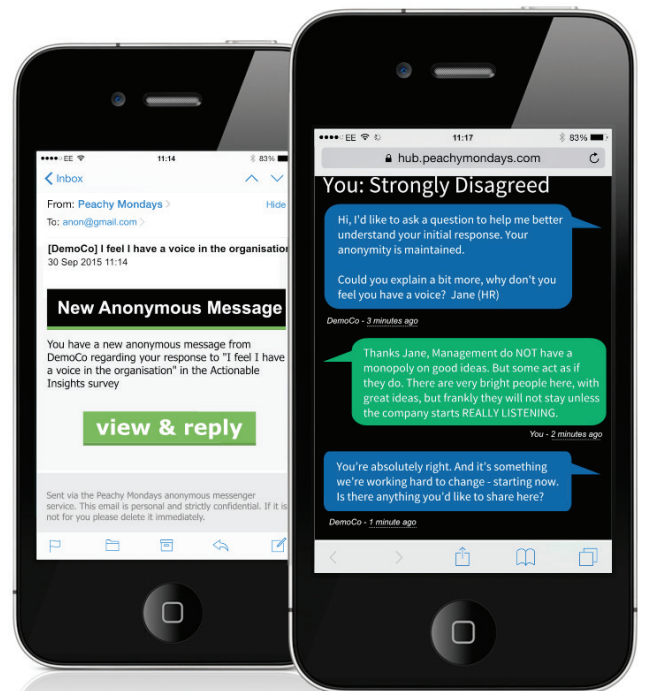 EE
11:14
83%
Inbox
From: Peachy Mondays
Hide
To: anon@gmail.com
[DemoCo] I feel I have a voice in the organisation
30 Sep 2015 11:14
New Anonymous Message
You have a new anonymous message from
DemoCo regarding your response to "I feel I have
a voice in the organisation" in the Actionable
Insights survey
view & reply
Sent via the Peachy Mondays anonymous messenger
service. This email is personal and strictly confidential. If it is
not for you please delete it immediately.
EE
11:17
83%
hub.peachymondays.com
You: Strongly Disagreed
Hi, I'd like to ask a question to help me better
understand your initial response. Your
anonymity is maintained.
Could you explain a bit more, why don't you
feel you have a voice? Jane (HR)
DemoCo - 3 minutes ago
Thanks Jane, Management do NOT have a
monopoly on good ideas. But some act as if
they do. There are very bright people here, with
great ideas, but frankly they will not stay unless
the company starts REALLY LISTENING.
You - 2 minutes ago
You're absolutely right. And it's something
we're working hard to change - starting now.
Is there anything you'd like to share here?
DemoCo - 1 minute ago